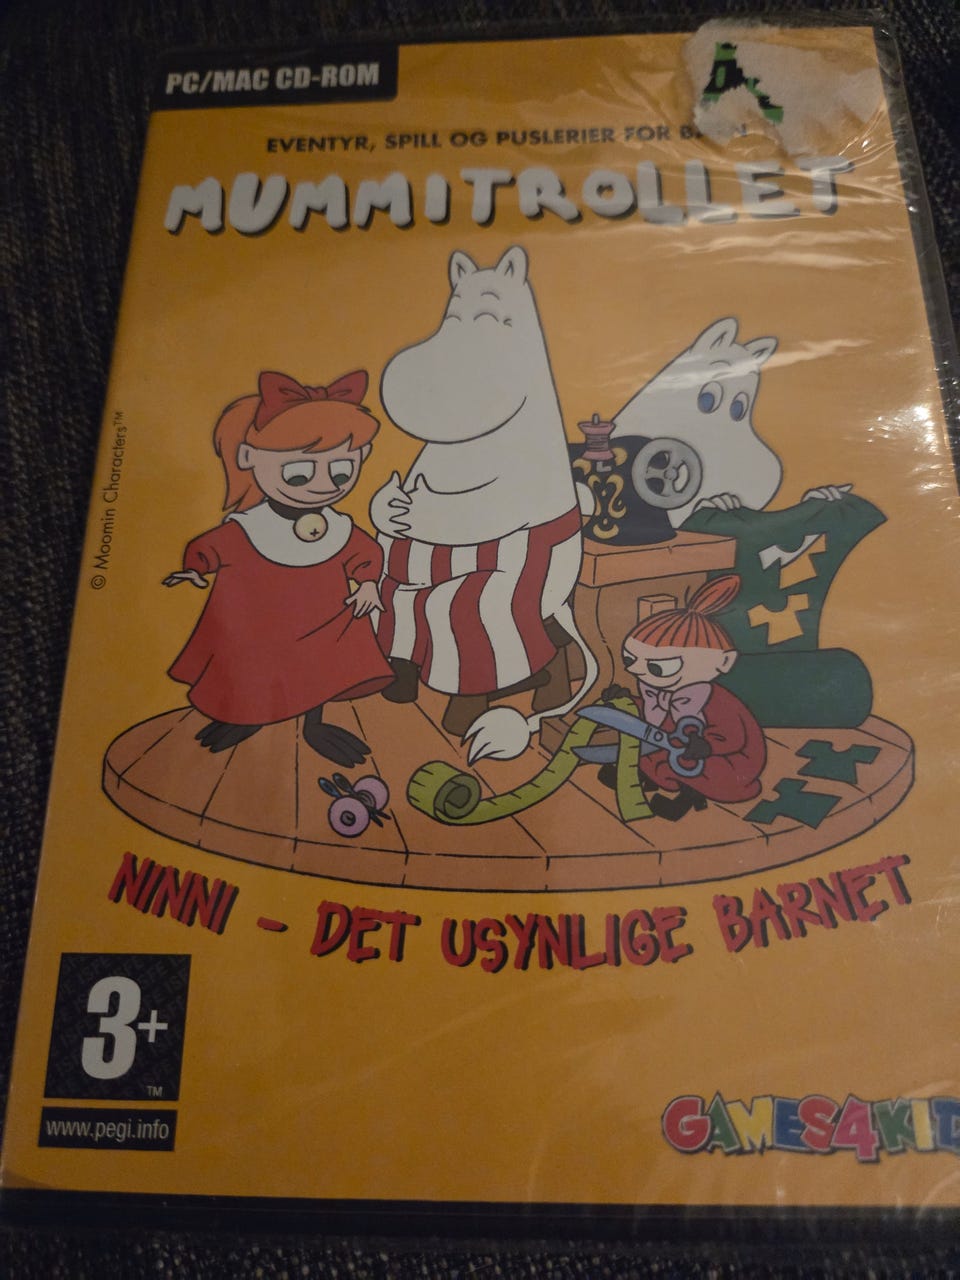 PC/MAC CD-ROM
EVENTYR, SPILL OG PUSLERIER FOR
MUMMITROLLET
© Moomin Characters™
NINNI - DET USYNLIGE BARNET
3+
TM
www.pegi.info
GAMES4KID